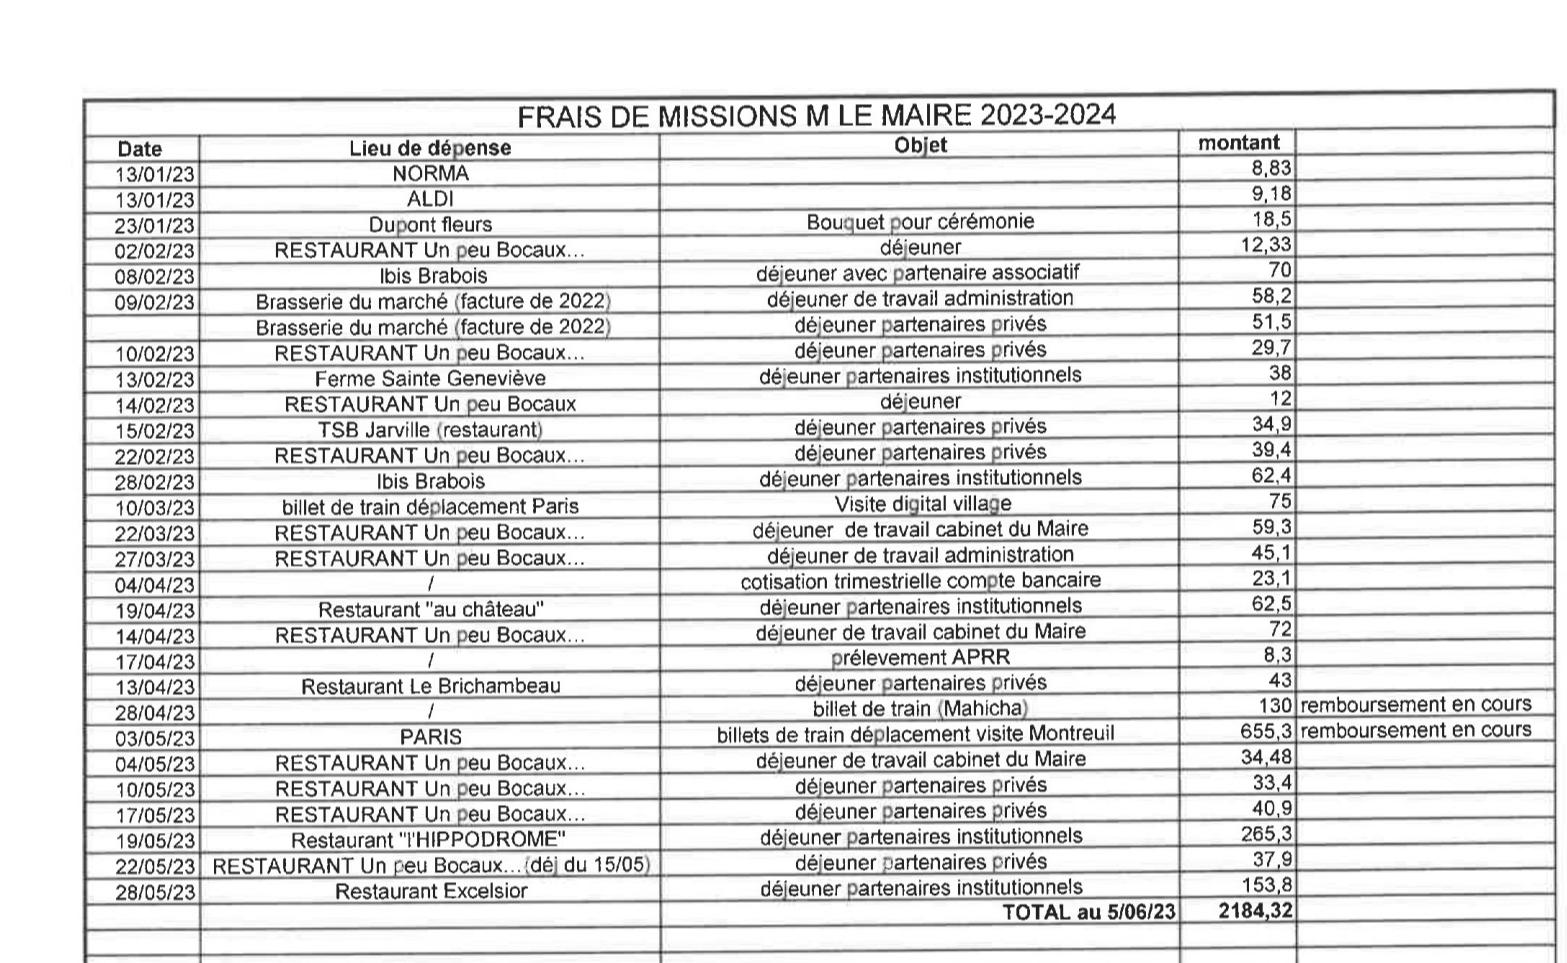 FRAIS DE MISSIONS M LE MAIRE 2023-2024
Date Lieu de dépense Objet montant
13/01/23 NORMA 8,83
13/01/23 ALDI 9,18
23/01/23 Dupont fleurs Bouquet pour cérémonie 18,5
02/02/23 RESTAURANT Un peu Bocaux... déjeuner 12,33
08/02/23 Ibis Brabois déjeuner avec partenaire associatif 70
09/02/23 Brasserie du marché (facture de 2022) déjeuner de travail administration 58,2
Brasserie du marché (facture de 2022) déjeuner partenaires privés 51,5
10/02/23 RESTAURANT Un peu Bocaux... déjeuner partenaires privés 29,7
13/02/23 Ferme Sainte Geneviève déjeuner partenaires institutionnels 38
14/02/23 RESTAURANT Un peu Bocaux déjeuner 12
15/02/23 TSB Jarville (restaurant) déjeuner partenaires privés 34,9
22/02/23 RESTAURANT Un peu Bocaux... déjeuner partenaires privés 39,4
28/02/23 Ibis Brabois déjeuner partenaires institutionnels 62,4
10/03/23 billet de train déplacement Paris Visite digital village 75
22/03/23 RESTAURANT Un peu Bocaux... déjeuner de travail cabinet du Maire 59,3
27/03/23 RESTAURANT Un peu Bocaux... déjeuner de travail administration 45,1
04/04/23 / cotisation trimestrielle compte bancaire 23,1
19/04/23 Restaurant "au château" déjeuner partenaires institutionnels 62,5
14/04/23 RESTAURANT Un peu Bocaux... déjeuner de travail cabinet du Maire 72
17/04/23 / prélevement APRR 8,3
13/04/23 Restaurant Le Brichambeau déjeuner partenaires privés 43
28/04/23 / billet de train (Mahicha) 130 remboursement en cours
03/05/23 PARIS billets de train déplacement visite Montreuil 655,3 remboursement en cours
04/05/23 RESTAURANT Un peu Bocaux... déjeuner de travail cabinet du Maire 34,48
10/05/23 RESTAURANT Un peu Bocaux... déjeuner partenaires privés 33,4
17/05/23 RESTAURANT Un peu Bocaux... déjeuner partenaires privés 40,9
19/05/23 Restaurant "l'HIPPODROME" déjeuner partenaires institutionnels 265,3
22/05/23 RESTAURANT Un peu Bocaux...(déj du 15/05) déjeuner partenaires privés 37,9
28/05/23 Restaurant Excelsior déjeuner partenaires institutionnels 153,8
TOTAL au 5/06/23 2184,32